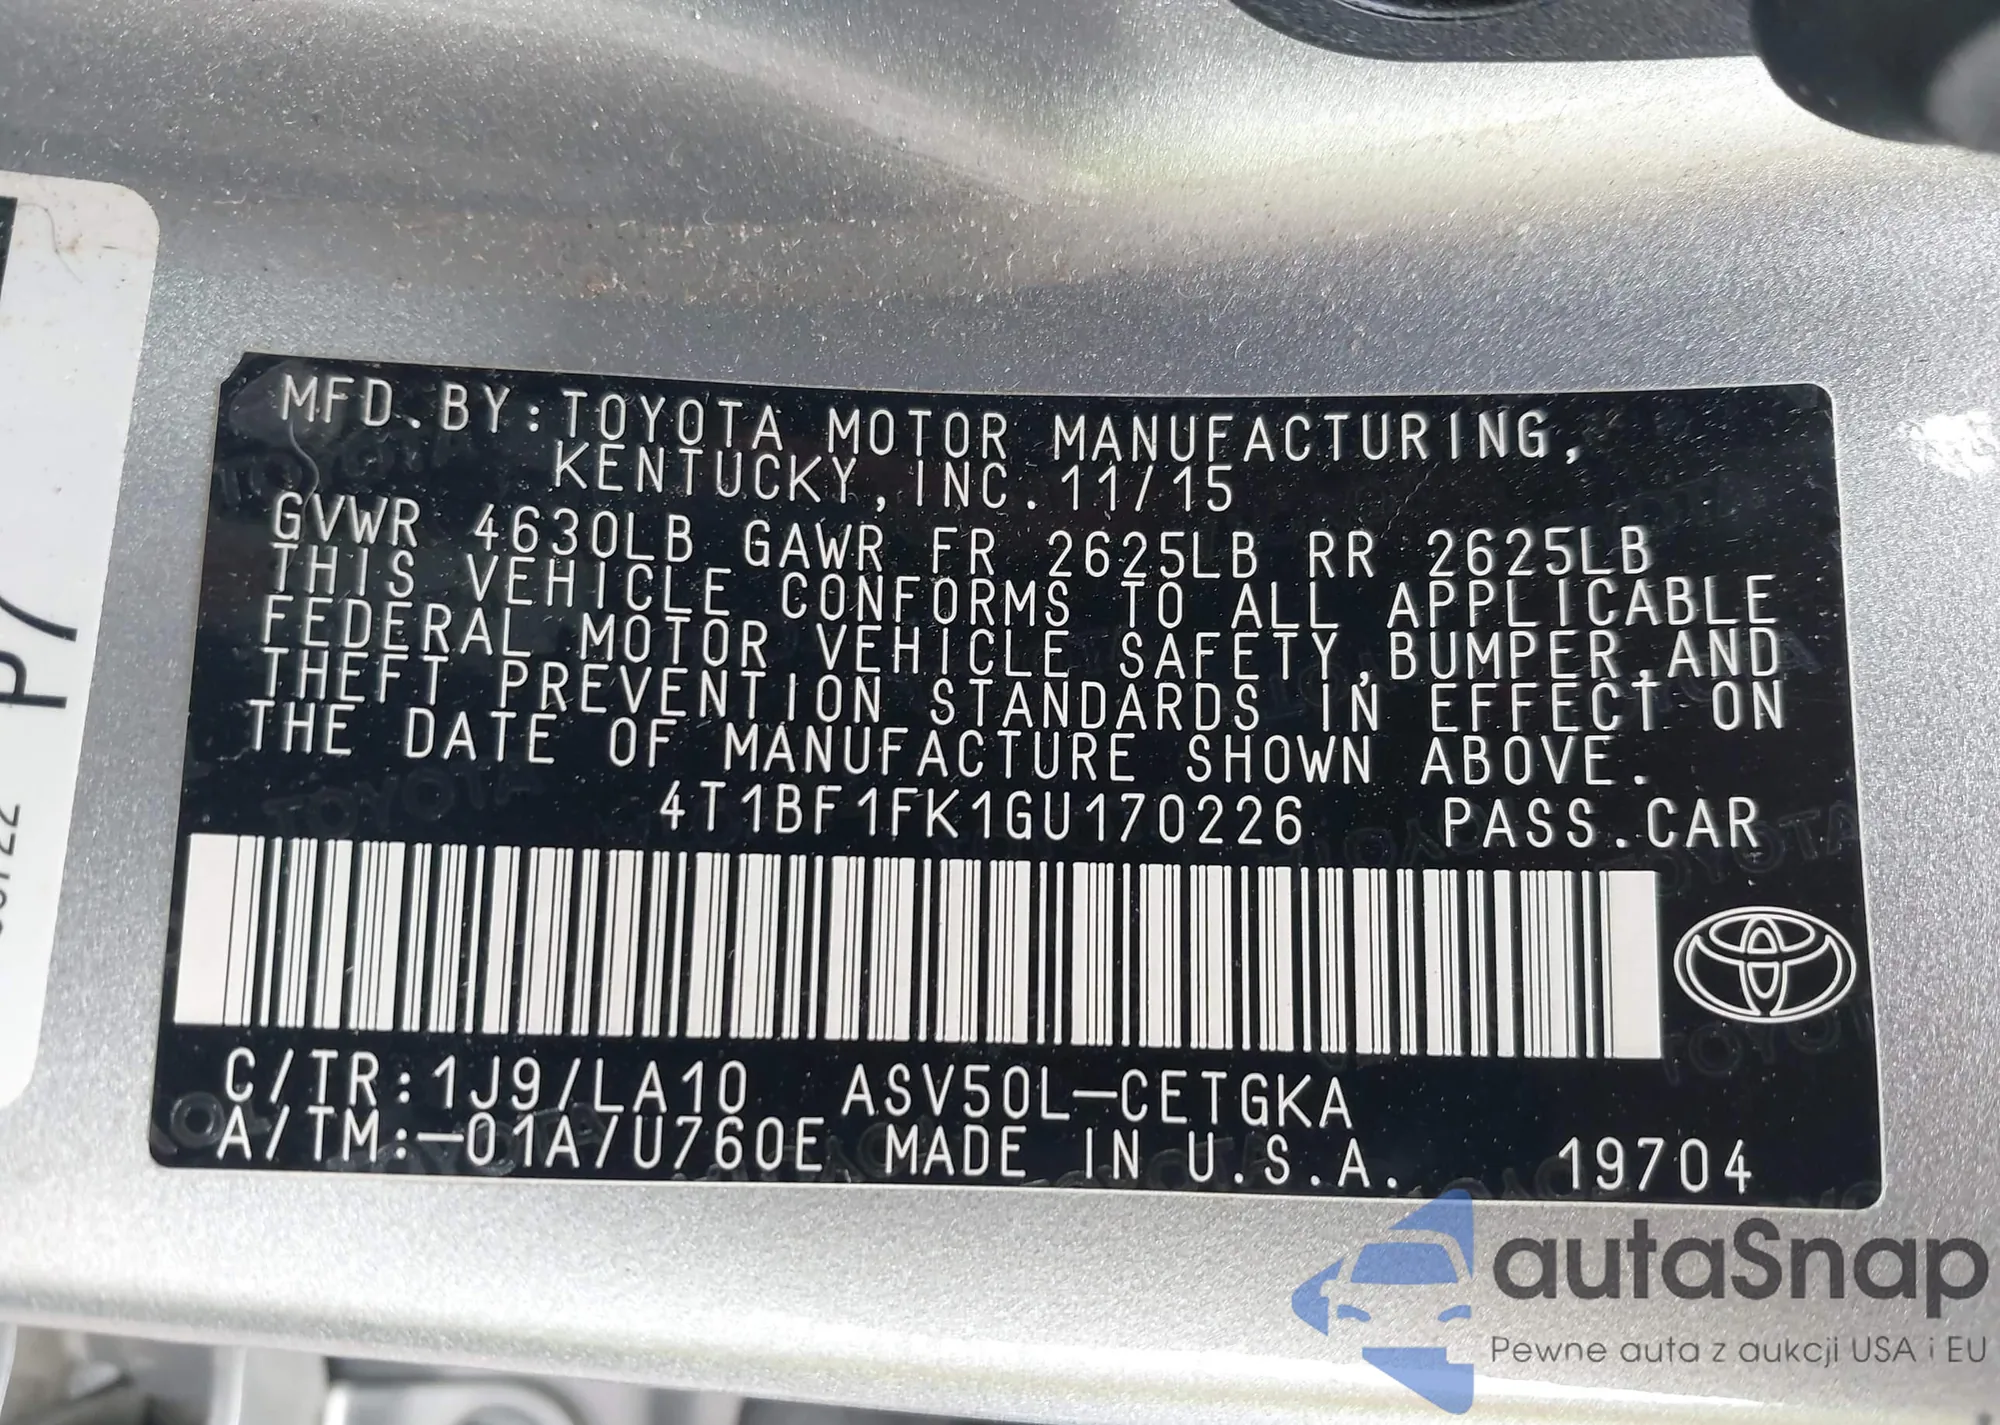 MFD.BY:TOYOTA MOTOR MANUFACTURING,
KENTUCKY,INC.11/15
GVWR 4630LB GAWR FR 2625LB RR 2625LB
THIS VEHICLE CONFORMS TO ALL APPLICABLE
FEDERAL MOTOR VEHICLE SAFETY,BUMPER,AND
THEFT PREVENTION STANDARDS IN EFFECT ON
THE DATE OF MANUFACTURE SHOWN ABOVE.
4T1BF1FK1GU170226 PASS.CAR
C/TR:1J9/LA10 ASV50L-CETGKA
A/TM:-01A/U760E MADE IN U.S.A. 19704
P7
autaSnap
Pewne auta z aukcji USA i EU